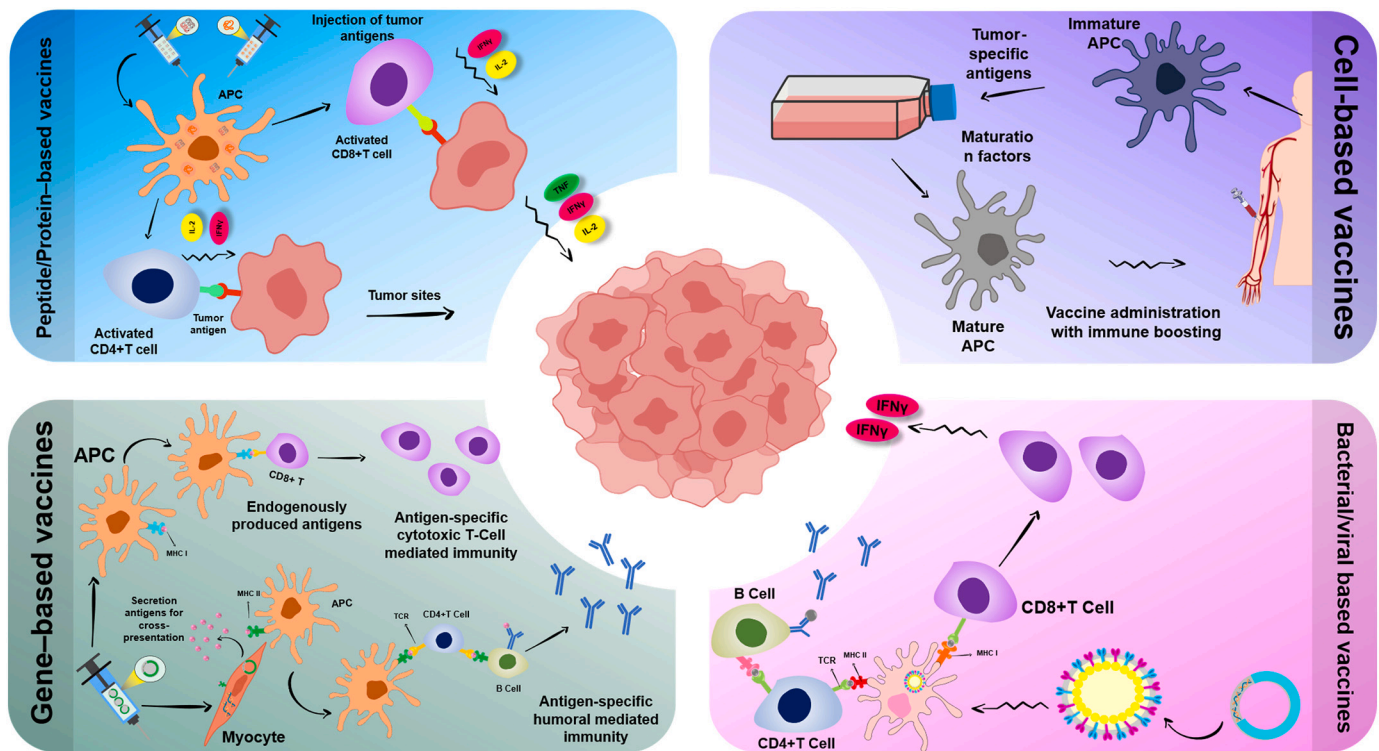 Peptide/Protein–based vaccines
Injection of tumor
antigens
APC
IFNγ
IL-2
Activated
CD8+T cell
IL-2
IFNγ
TNF
IFNγ
IL-2
Tumor
antigen
Activated
CD4+T cell
Tumor sites
Cell-based vaccines
Immature
APC
Tumor-
specific
antigens
Maturatio
n factors
Mature
APC
Vaccine administration
with immune boosting
Gene–based vaccines
APC
MHC I
CD8+ T
Endogenously
produced antigens
Antigen-specific
cytotoxic T-Cell
mediated immunity
Secretion
antigens for
cross-
presentation
MHC II
APC
Myocyte
TCR
CD4+T Cell
B Cell
Antigen-specific
humoral mediated
immunity
Bacterial/viral based vaccines
IFNγ
IFNγ
B Cell
CD8+T Cell
TCR
MHC II
MHC I
CD4+T Cell